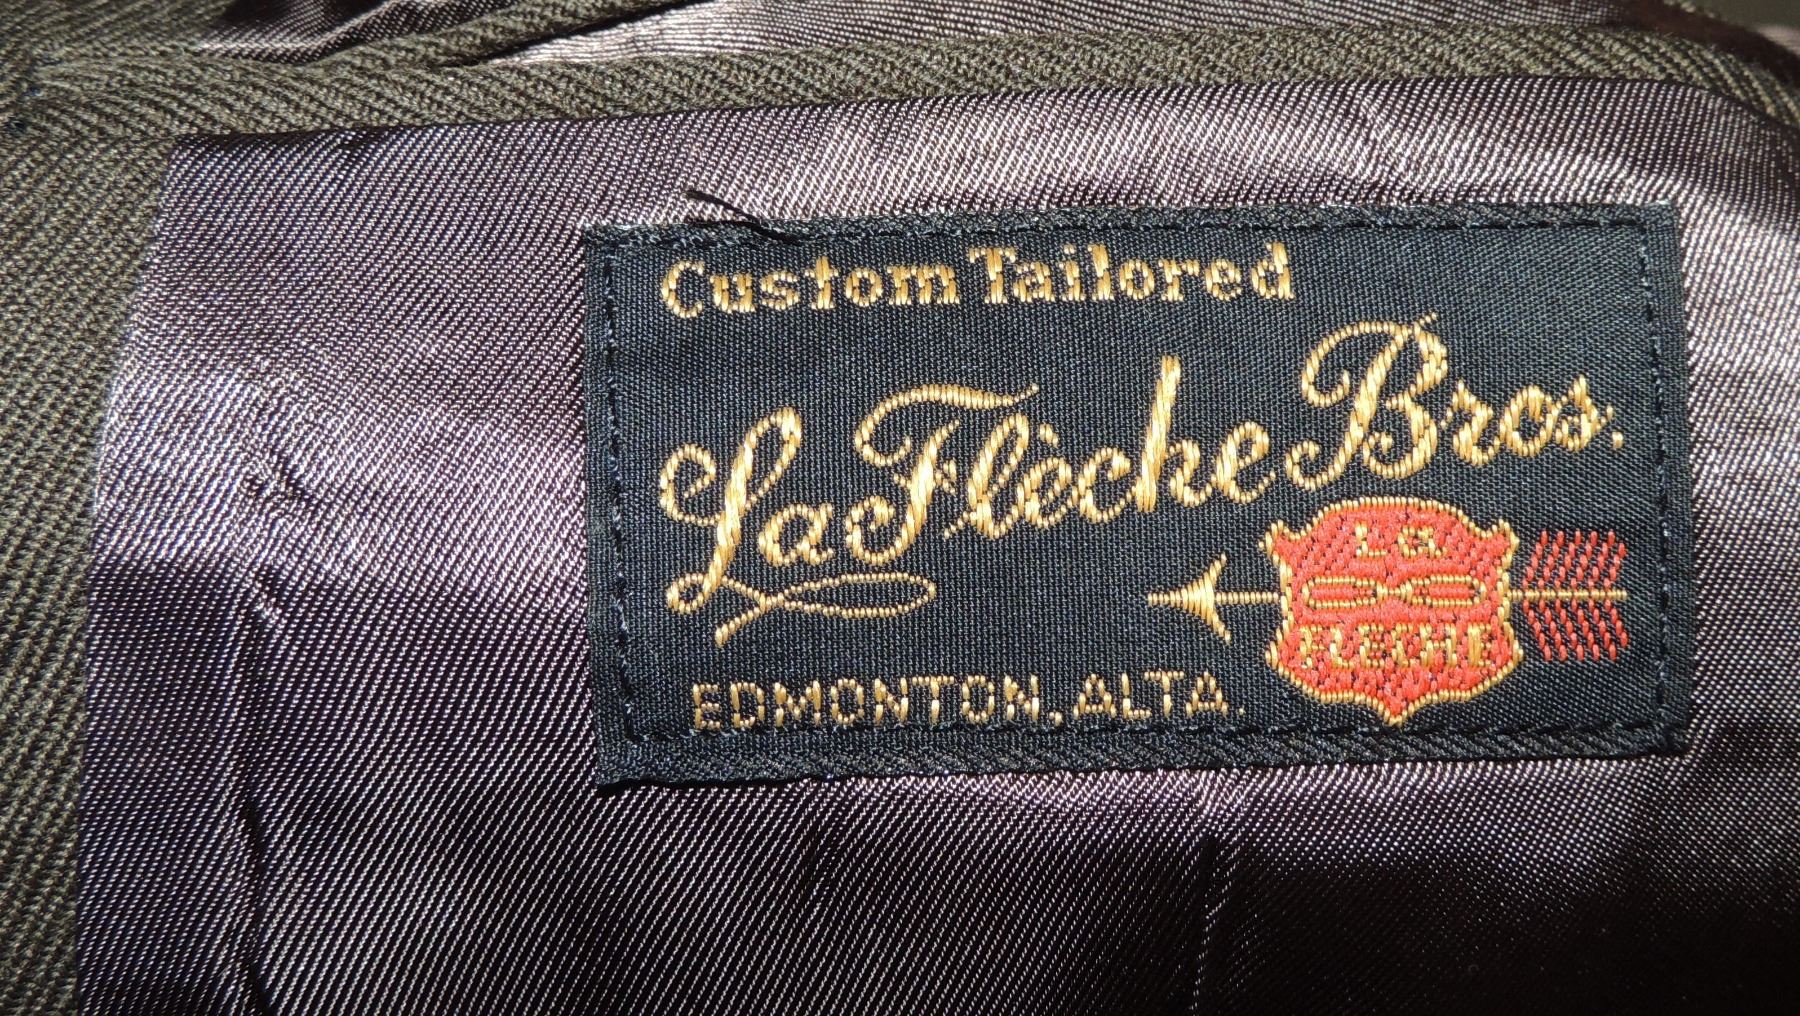 Custom Tailored
La Flèche Bros.
LA
FLECHE
EDMONTON, ALTA.